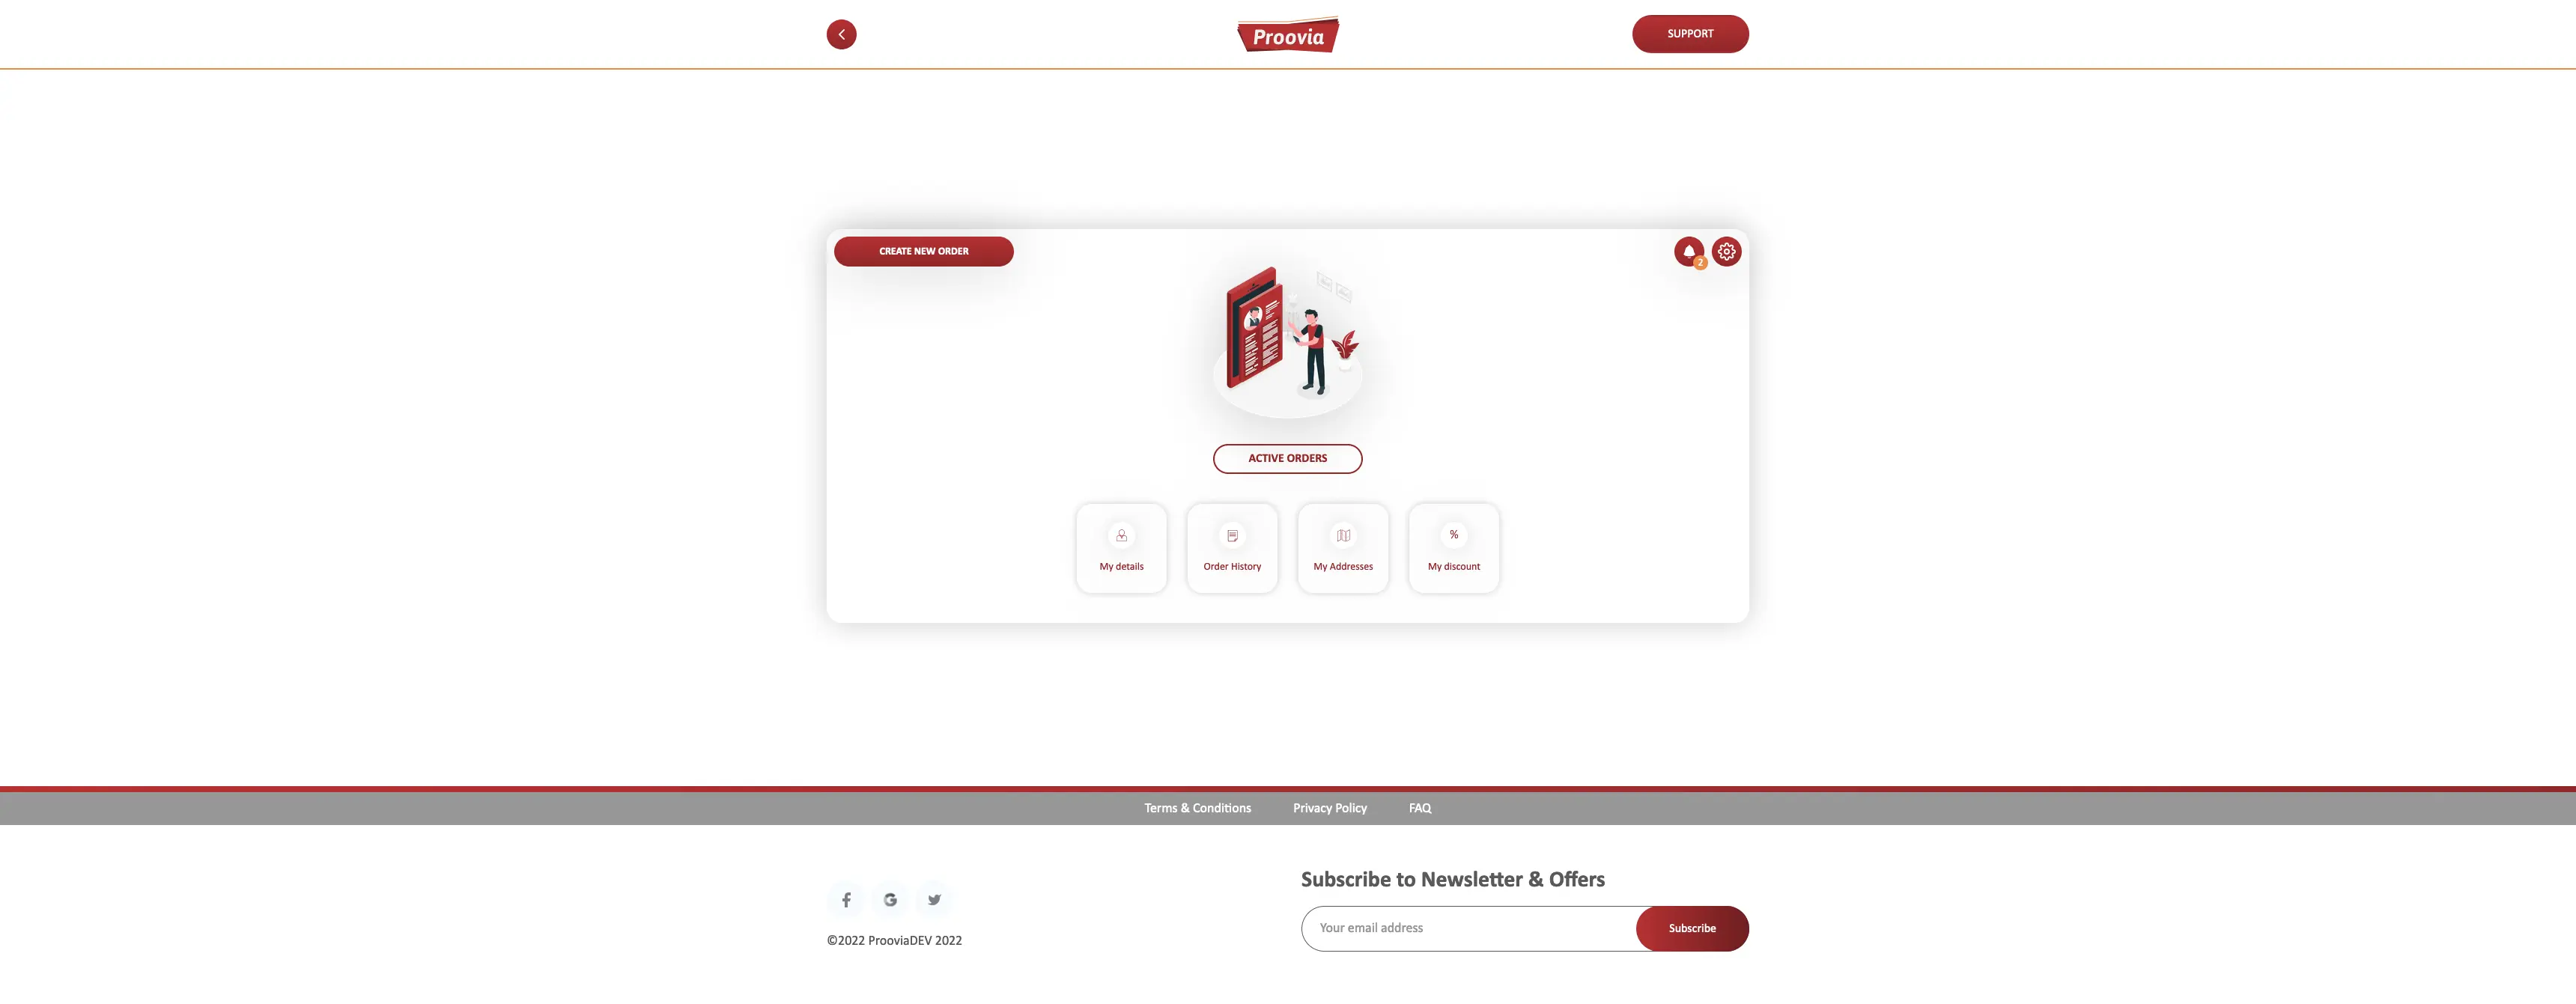 Proovia
SUPPORT
CREATE NEW ORDER
2
ACTIVE ORDERS
My details
Order History
My Addresses
%
My discount
Terms & Conditions
Privacy Policy
FAQ
Subscribe to Newsletter & Offers
Your email address
Subscribe
©2022 ProoviaDEV 2022